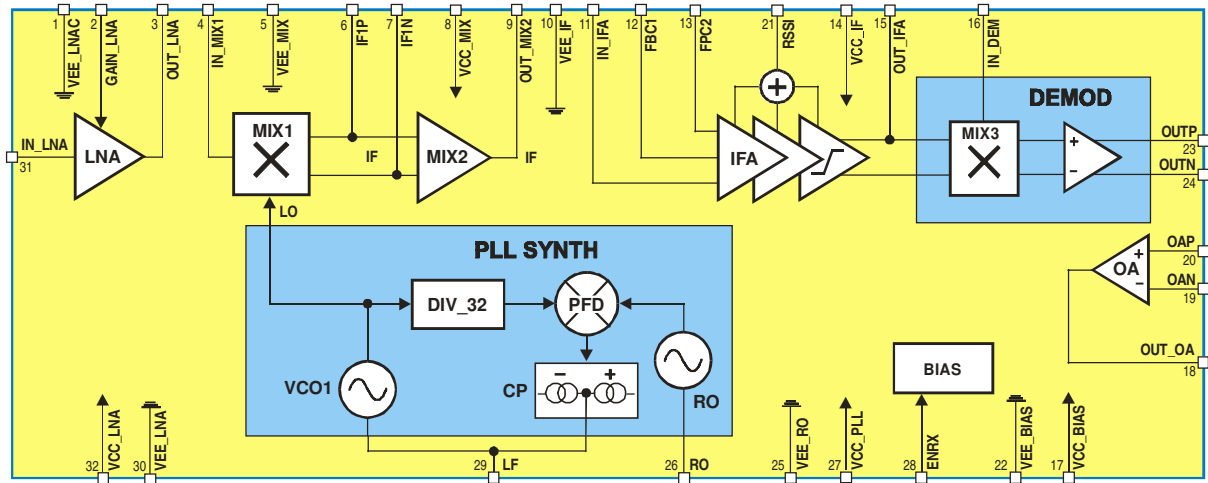 1 VEE_LNAC
2 GAIN_LNA
3 OUT_LNA
4 IN_MIX1
5 VEE_MIX
6 IF1P
7 IF1N
8 VCC_MIX
9 OUT_MIX2
10 VEE_IF
11 IN_IFA
12 FBC1
13 FPC2
21 RSSI
14 VCC_IF
15 OUT_IFA
16 IN_DEM
IN_LNA
31
LNA
MIX1
IF
MIX2
IF
LO
+
IFA
DEMOD
MIX3
+
−
OUTP
23
OUTN
24
PLL SYNTH
DIV_32
PFD
VCO1
CP
− +
RO
OA
+
−
OAP
20
OAN
19
OUT_OA
18
BIAS
32 VCC_LNA
30 VEE_LNA
29 LF
26 RO
25 VEE_RO
27 VCC_PLL
28 ENRX
22 VEE_BIAS
17 VCC_BIAS